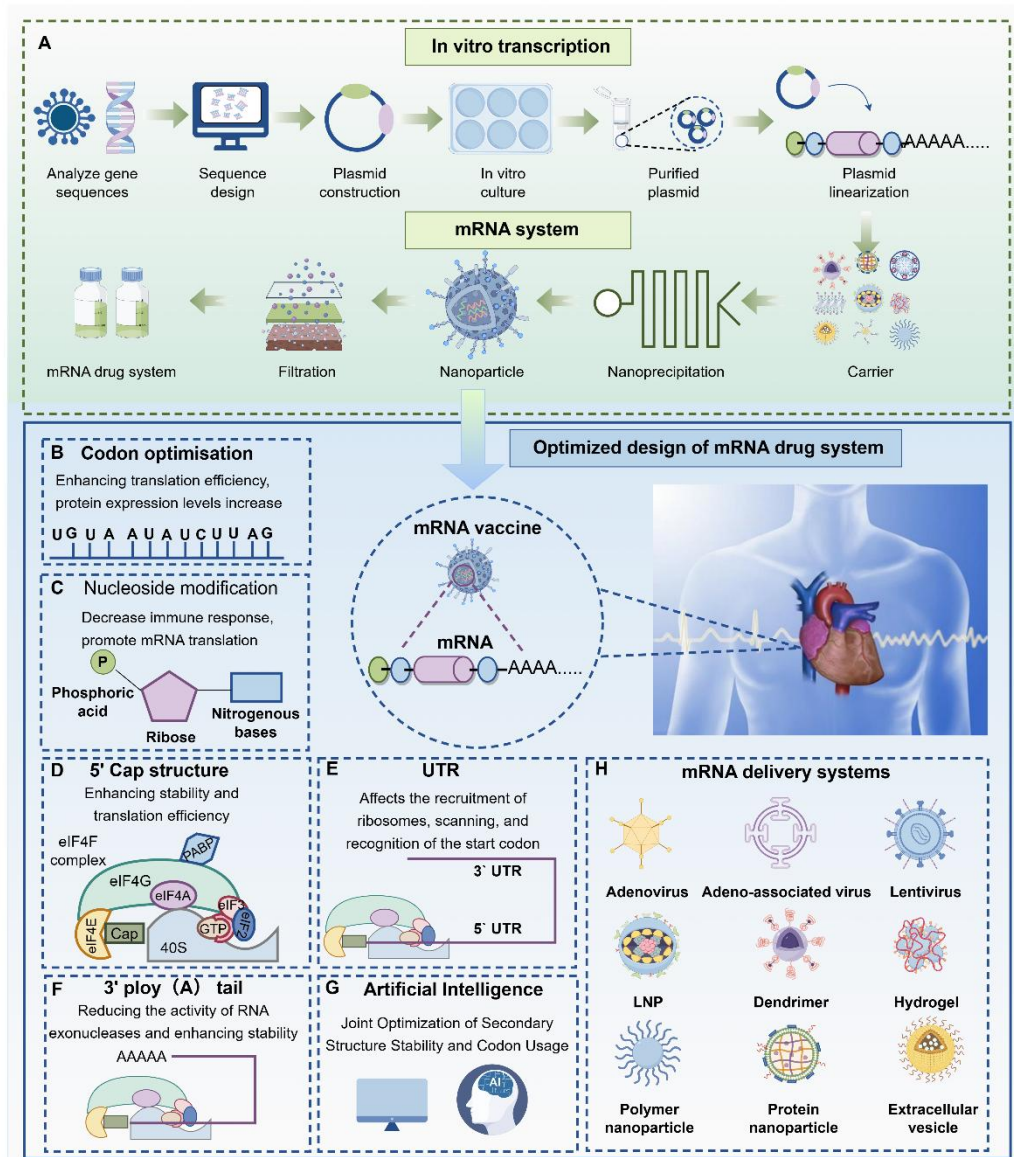 A
In vitro transcription
Analyze gene
sequences
Sequence
design
Plasmid
construction
In vitro
culture
Purified
plasmid
AAAAA.....
Plasmid
linearization
mRNA system
mRNA drug system
Filtration
Nanoparticle
Nanoprecipitation
Carrier
Optimized design of mRNA drug system
B Codon optimisation
Enhancing translation efficiency,
protein expression levels increase
U G U A A U A U C U U A G
C Nucleoside modification
Decrease immune response,
promote mRNA translation
P
Phosphoric
acid
Ribose
Nitrogenous
bases
mRNA vaccine
mRNA
AAAA.....
D 5' Cap structure
Enhancing stability and
translation efficiency
eIF4F
complex
PABP
eIF4G
eIF4A
eIF3
eIF4E
Cap
GTP
eIF2
40S
E UTR
Affects the recruitment of
ribosomes, scanning, and
recognition of the start codon
3` UTR
5` UTR
F 3' ploy（A）tail
Reducing the activity of RNA
exonucleases and enhancing stability
AAAAA
G Artificial Intelligence
Joint Optimization of Secondary
Structure Stability and Codon Usage
AI
H mRNA delivery systems
Adenovirus
Adeno-associated virus
Lentivirus
LNP
Dendrimer
Hydrogel
Polymer
nanoparticle
Protein
nanoparticle
Extracellular
vesicle